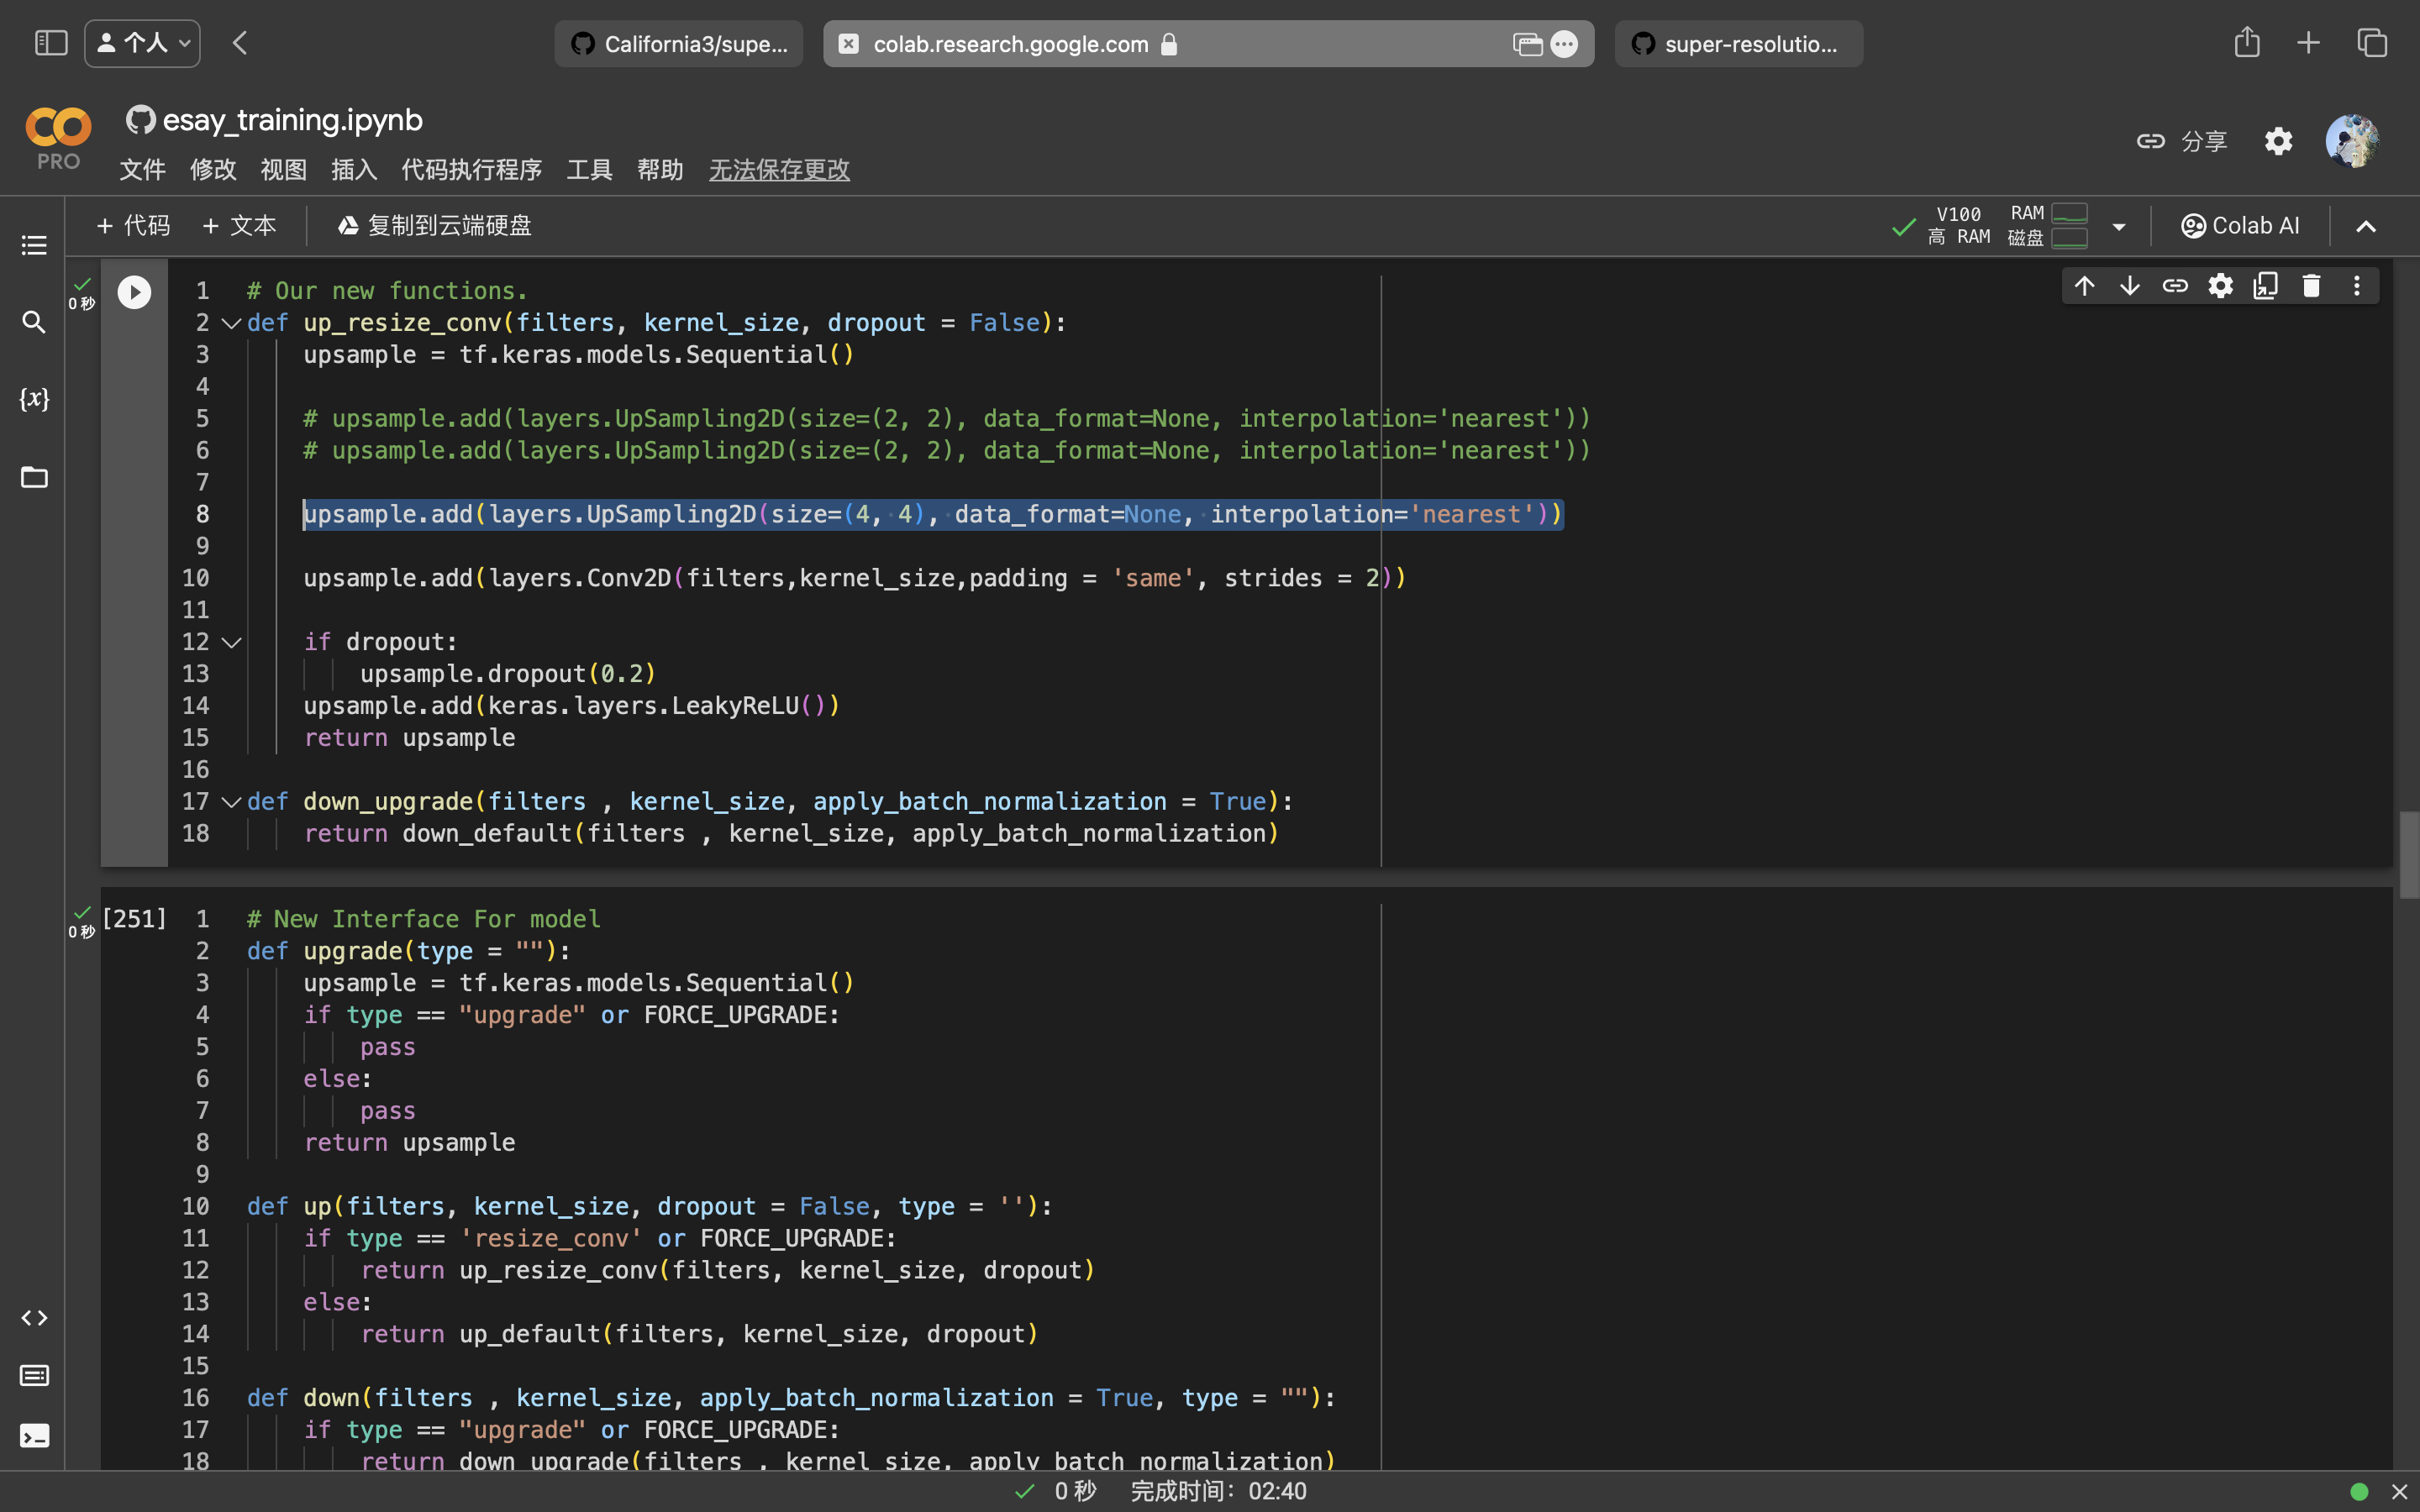 个人
California3/supe...
colab.research.google.com
super-resolutio...
PRO
esay_training.ipynb
文件 修改 视图 插入 代码执行程序 工具 帮助 无法保存更改
分享
+ 代码 + 文本 复制到云端硬盘
V100 高 RAM
RAM 磁盘
Colab AI
{x}
0 秒
1 # Our new functions.
2 def up_resize_conv(filters, kernel_size, dropout = False):
3     upsample = tf.keras.models.Sequential()
4
5     # upsample.add(layers.UpSampling2D(size=(2, 2), data_format=None, interpolation='nearest'))
6     # upsample.add(layers.UpSampling2D(size=(2, 2), data_format=None, interpolation='nearest'))
7
8     upsample.add(layers.UpSampling2D(size=(4, 4), data_format=None, interpolation='nearest'))
9
10     upsample.add(layers.Conv2D(filters,kernel_size,padding = 'same', strides = 2))
11
12     if dropout:
13         upsample.dropout(0.2)
14     upsample.add(keras.layers.LeakyReLU())
15     return upsample
16
17 def down_upgrade(filters , kernel_size, apply_batch_normalization = True):
18     return down_default(filters , kernel_size, apply_batch_normalization)
0 秒
[251]
1 # New Interface For model
2 def upgrade(type = ""):
3     upsample = tf.keras.models.Sequential()
4     if type == "upgrade" or FORCE_UPGRADE:
5         pass
6     else:
7         pass
8     return upsample
9
10 def up(filters, kernel_size, dropout = False, type = ''):
11     if type == 'resize_conv' or FORCE_UPGRADE:
12         return up_resize_conv(filters, kernel_size, dropout)
13     else:
14         return up_default(filters, kernel_size, dropout)
15
16 def down(filters , kernel_size, apply_batch_normalization = True, type = ""):
17     if type == "upgrade" or FORCE_UPGRADE:
18         return down_upgrade(filters , kernel_size, apply_batch_normalization)
0 秒 完成时间：02:40